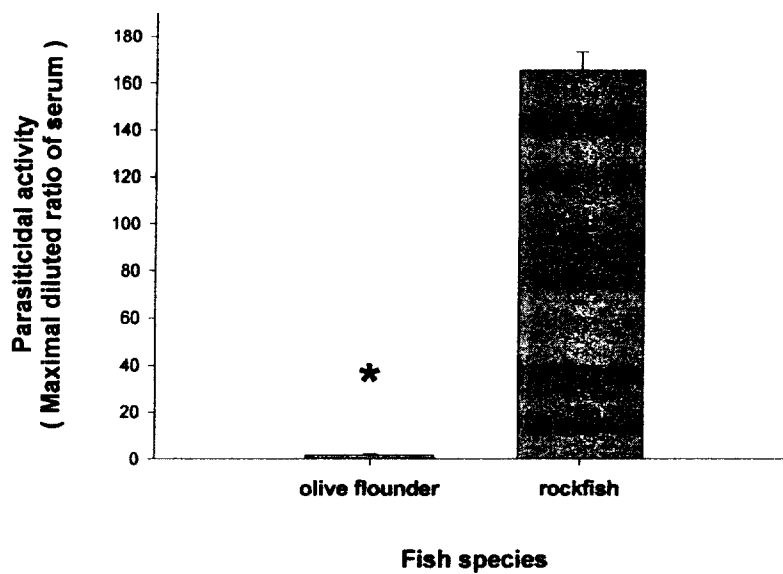 Parasiticidal activity
( Maximal diluted ratio of serum )
180
160
140
120
100
80
60
40
20
0
*
olive flounder
rockfish
Fish species